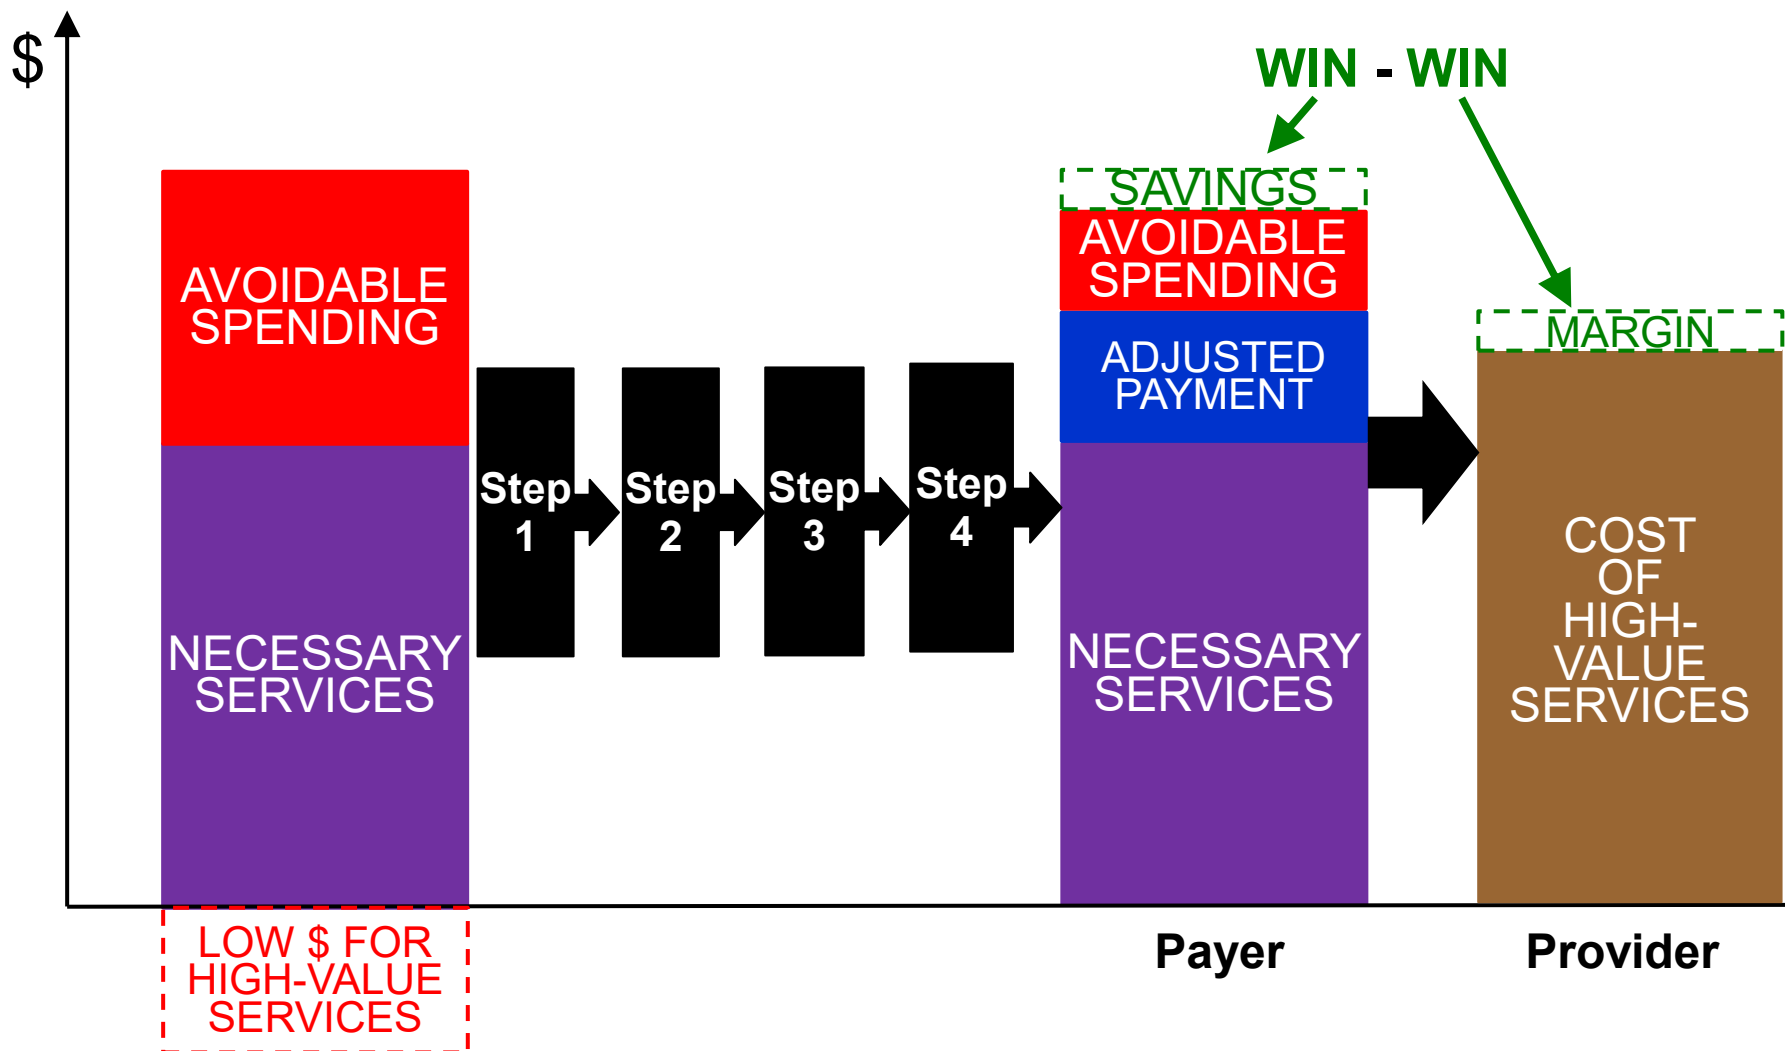 $
WIN - WIN
AVOIDABLE
SPENDING
NECESSARY
SERVICES
LOW $ FOR
HIGH-VALUE
SERVICES
Step
1
Step
2
Step
3
Step
4
SAVINGS
AVOIDABLE
SPENDING
ADJUSTED
PAYMENT
NECESSARY
SERVICES
Payer
MARGIN
COST
OF
HIGH-
VALUE
SERVICES
Provider